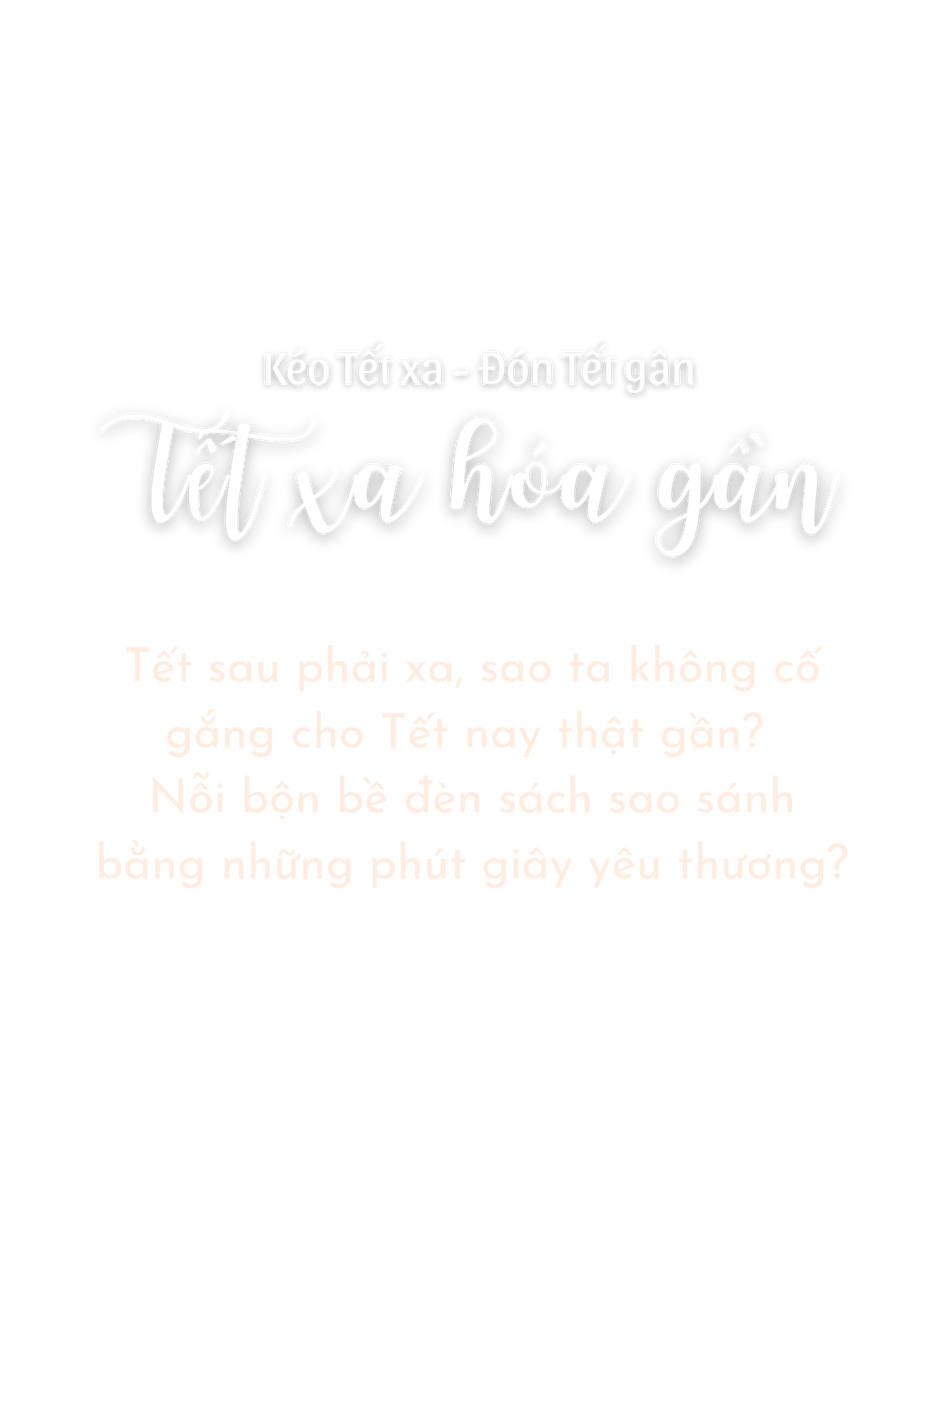 Kéo Tết xa - Đón Tết gần
Tết xa hóa gần
Tết sau phải xa, sao ta không cố
gắng cho Tết nay thật gần?
Nỗi bộn bề đèn sách sao sánh
bằng những phút giây yêu thương?